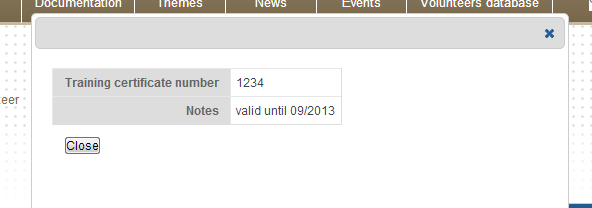 Documentation Themes News Events Volunteers database
Training certificate number 1234
eer
Notes valid until 09/2013
Close